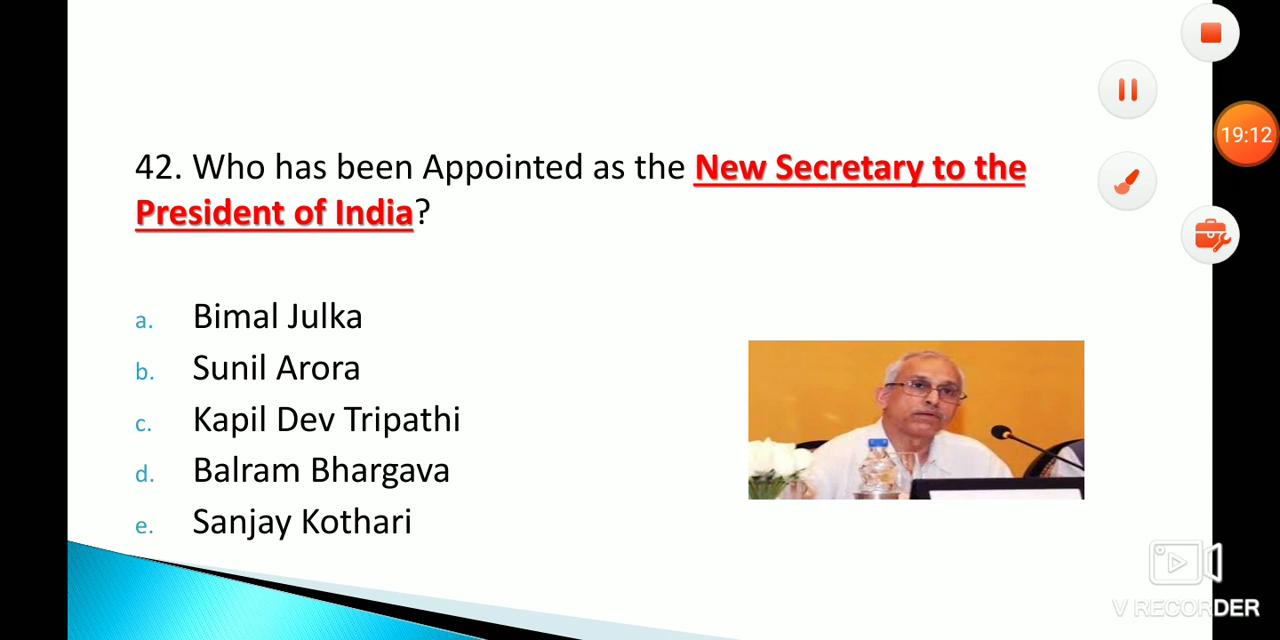 19:12
42. Who has been Appointed as the New Secretary to the
President of India?
a. Bimal Julka
b. Sunil Arora
c. Kapil Dev Tripathi
d. Balram Bhargava
e. Sanjay Kothari
V RECORDER